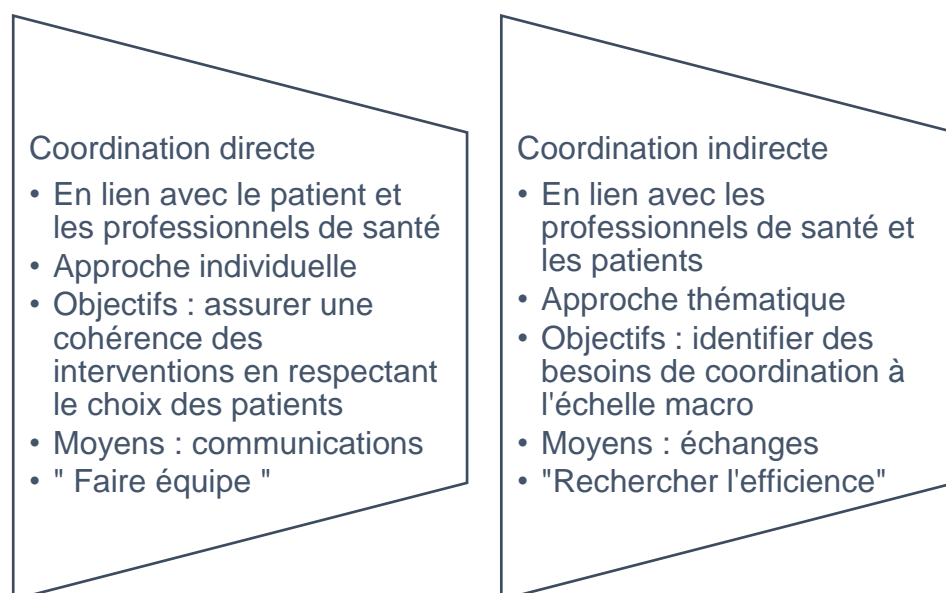 Coordination directe
• En lien avec le patient et
les professionnels de santé
• Approche individuelle
• Objectifs : assurer une
cohérence des
interventions en respectant
le choix des patients
• Moyens : communications
• " Faire équipe "
Coordination indirecte
• En lien avec les
professionnels de santé et
les patients
• Approche thématique
• Objectifs : identifier des
besoins de coordination à
l'échelle macro
• Moyens : échanges
• "Rechercher l'efficience"